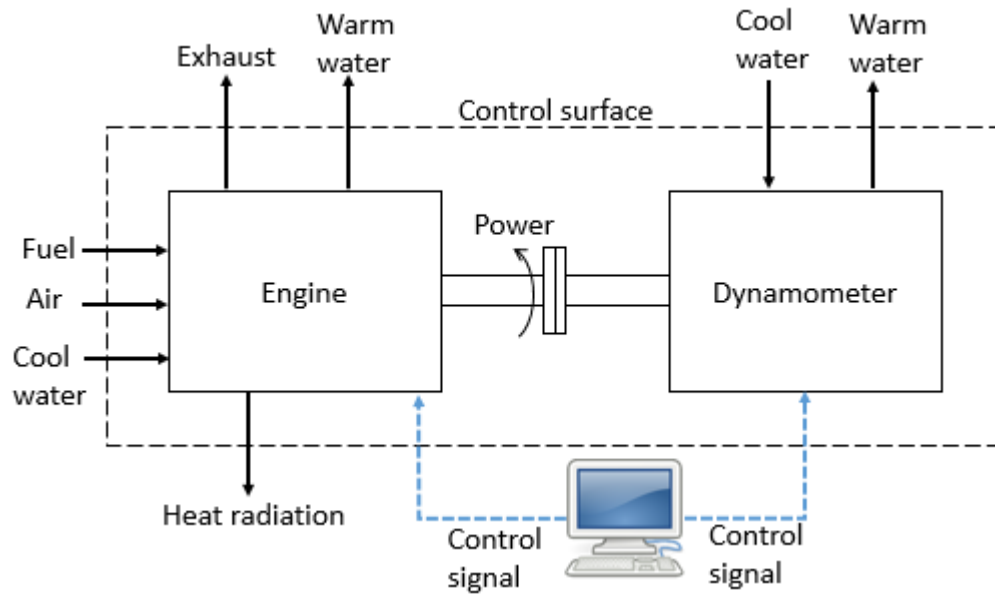 Exhaust
Warm
water
Cool
water
Warm
water
Control surface
Fuel
Air
Cool
water
Engine
Power
Dynamometer
Heat radiation
Control
signal
Control
signal